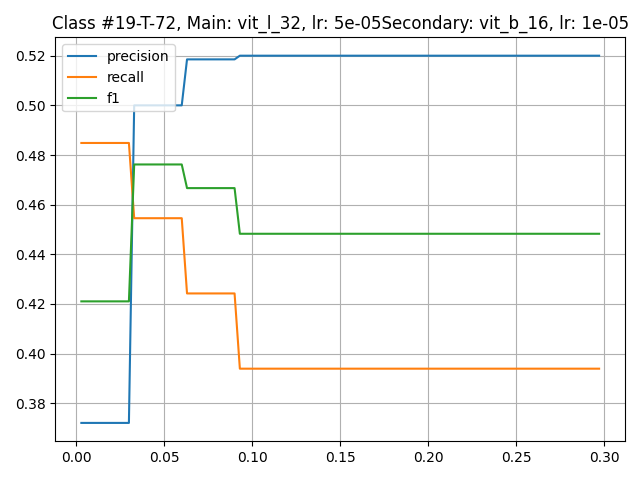 Class #19-T-72, Main: vit_l_32, lr: 5e-05Secondary: vit_b_16, lr: 1e-05
precision
recall
f1
0.52
0.50
0.48
0.46
0.44
0.42
0.40
0.38
0.00 0.05 0.10 0.15 0.20 0.25 0.30